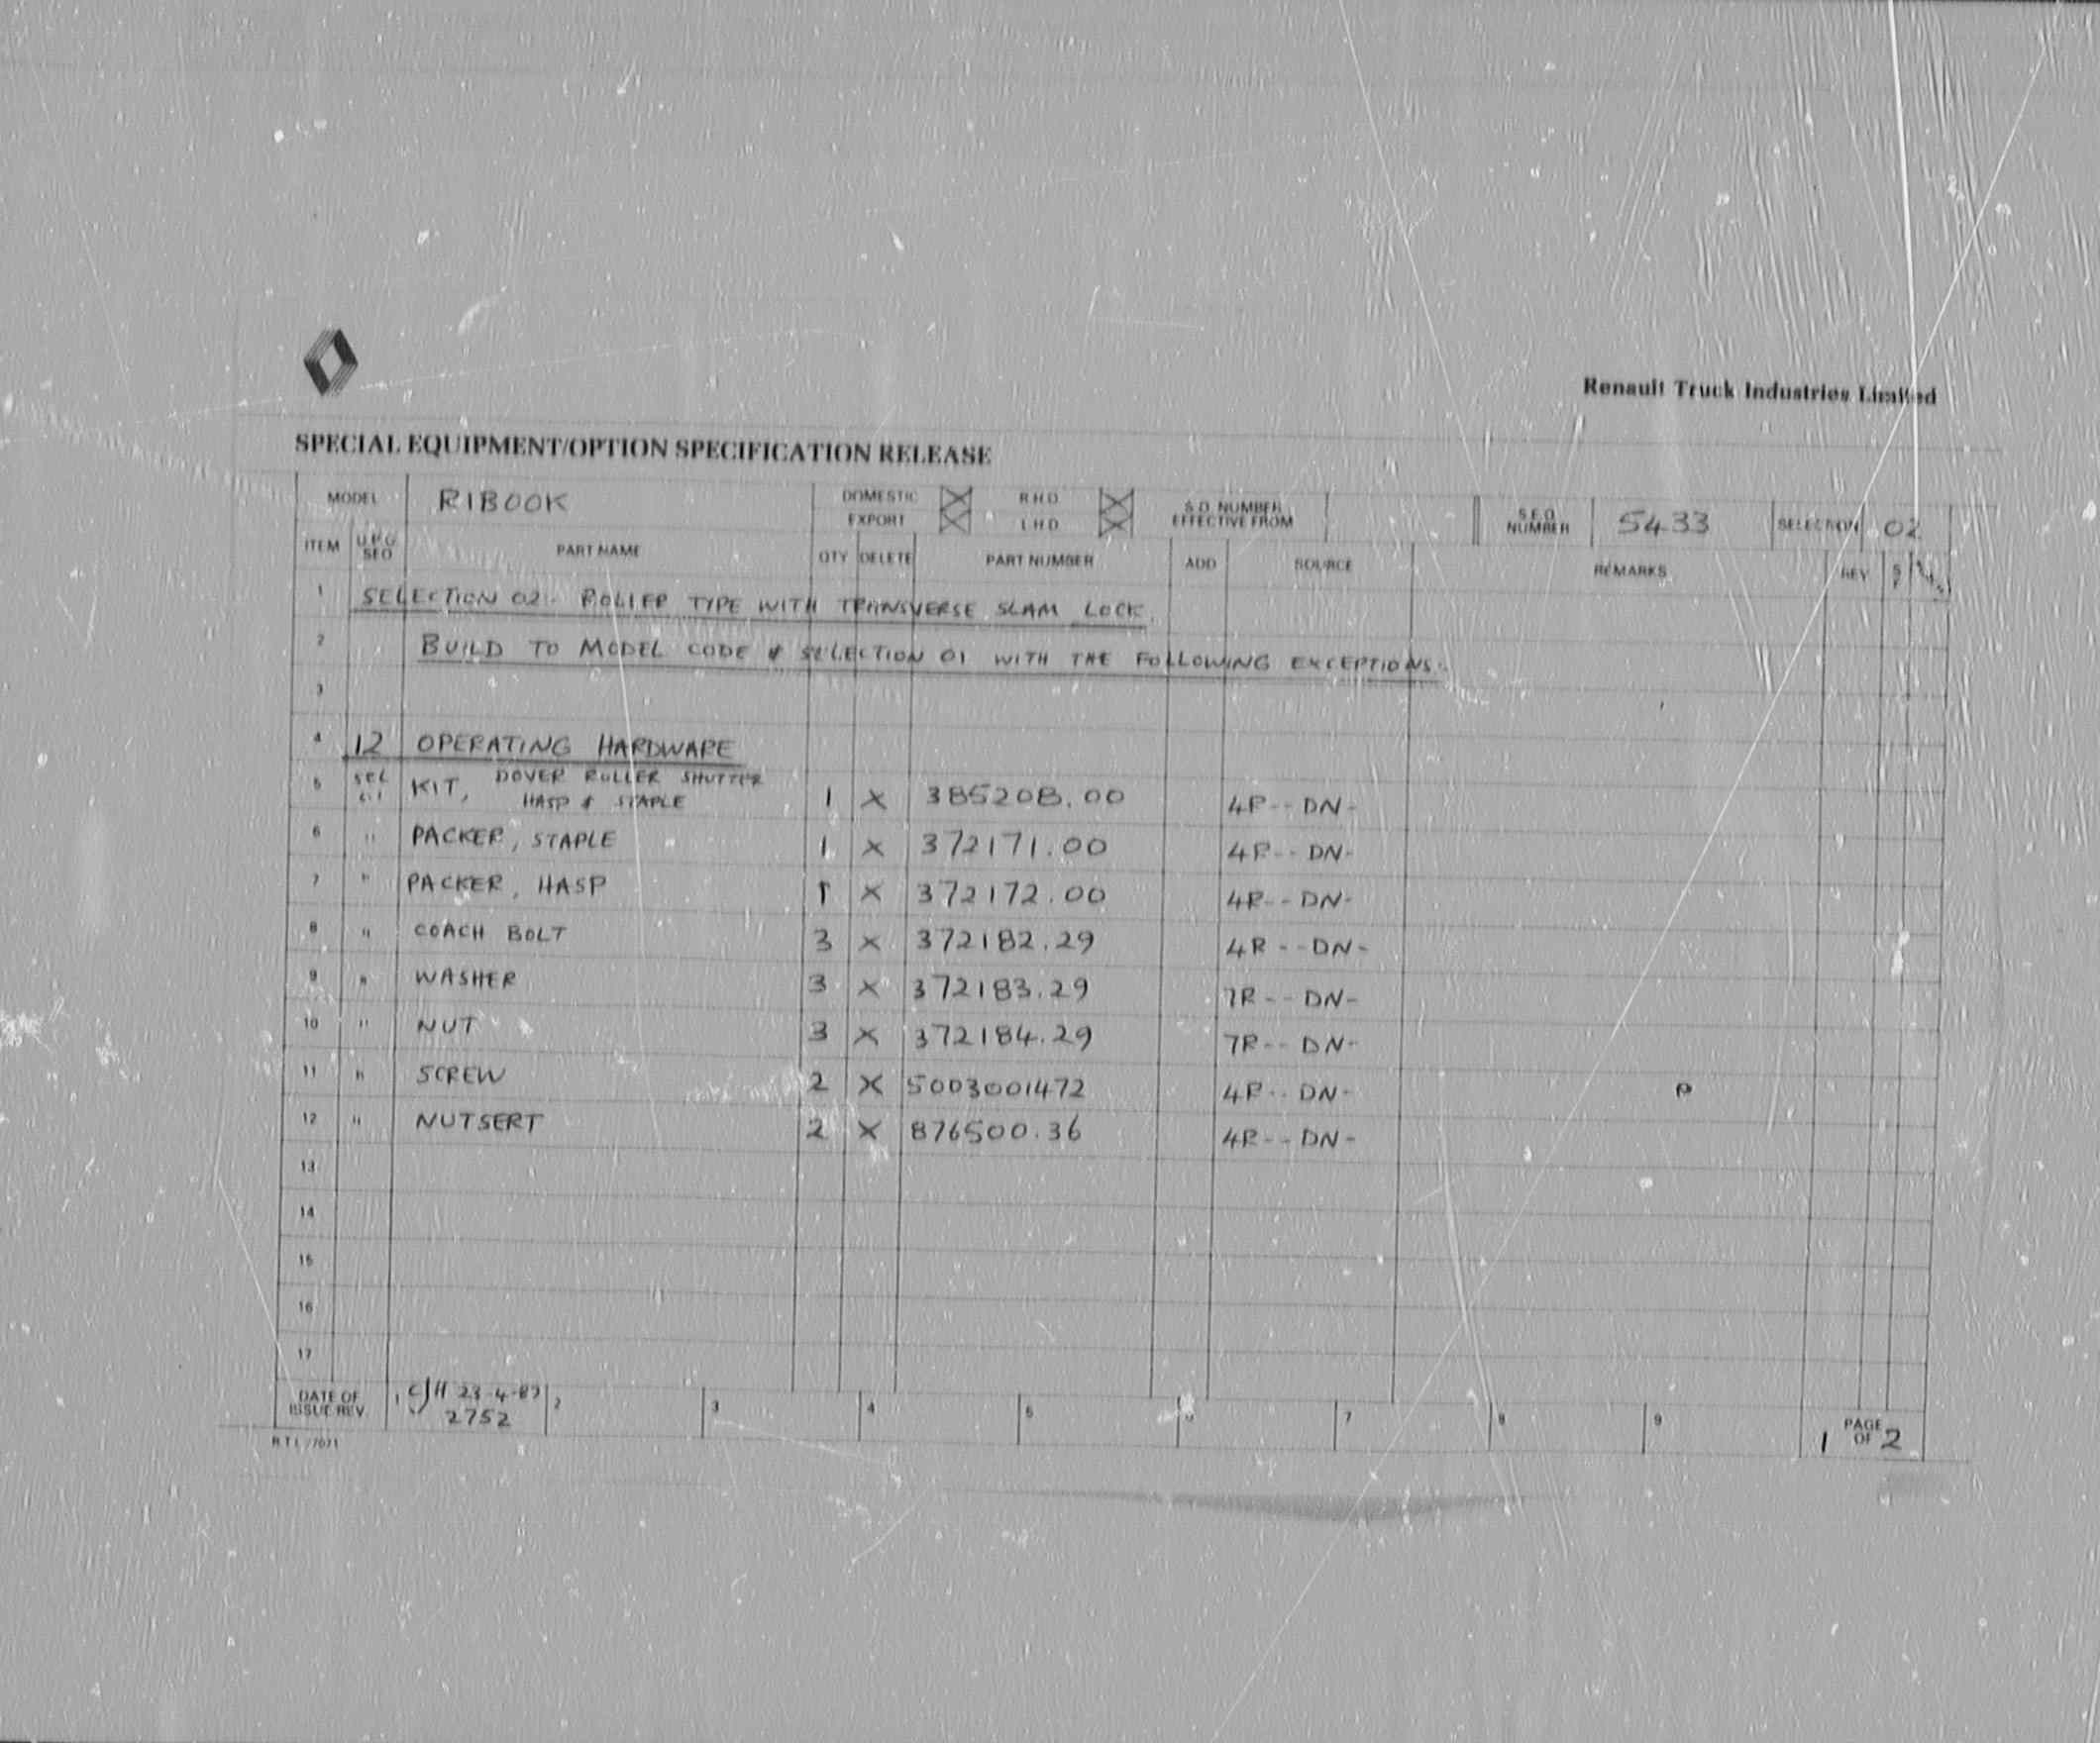 Renault Truck Industries Limited
SPECIAL EQUIPMENT/OPTION SPECIFICATION RELEASE
MODEL R1BOOK DOMESTIC EXPORT R.H.D L.H.D S.O. NUMBER EFFECTIVE FROM S.E.O. NUMBER 5433 SELECTION 02
ITEM U.P.G SEO PART NAME QTY DELETE PART NUMBER ADD SOURCE REMARKS REV
1 SELECTION 02:- ROLLER TYPE WITH TRANSVERSE SLAM LOCK.
2 BUILD TO MODEL CODE & SELECTION 01 WITH THE FOLLOWING EXCEPTIONS:-
3
4 12 OPERATING HARDWARE
5 SEL 01 KIT, DOVER ROLLER SHUTTER HASP & STAPLE 1 X 385208.00 4R--DN-
6 " PACKER, STAPLE 1 X 372171.00 4R--DN-
7 " PACKER, HASP 1 X 372172.00 4R--DN-
8 " COACH BOLT 3 X 372182.29 4R--DN-
9 " WASHER 3 X 372183.29 7R--DN-
10 " NUT 3 X 372184.29 7R--DN-
11 " SCREW 2 X 5003001472 4R--DN-
12 " NUTSERT 2 X 876500.36 4R--DN-
13
14
15
16
17
DATE OF ISSUE REV. 1 CJH 23-4-87 2752 2 3 4 5 6 7 8 9 1 PAGE OF 2
R.T.I. 77021